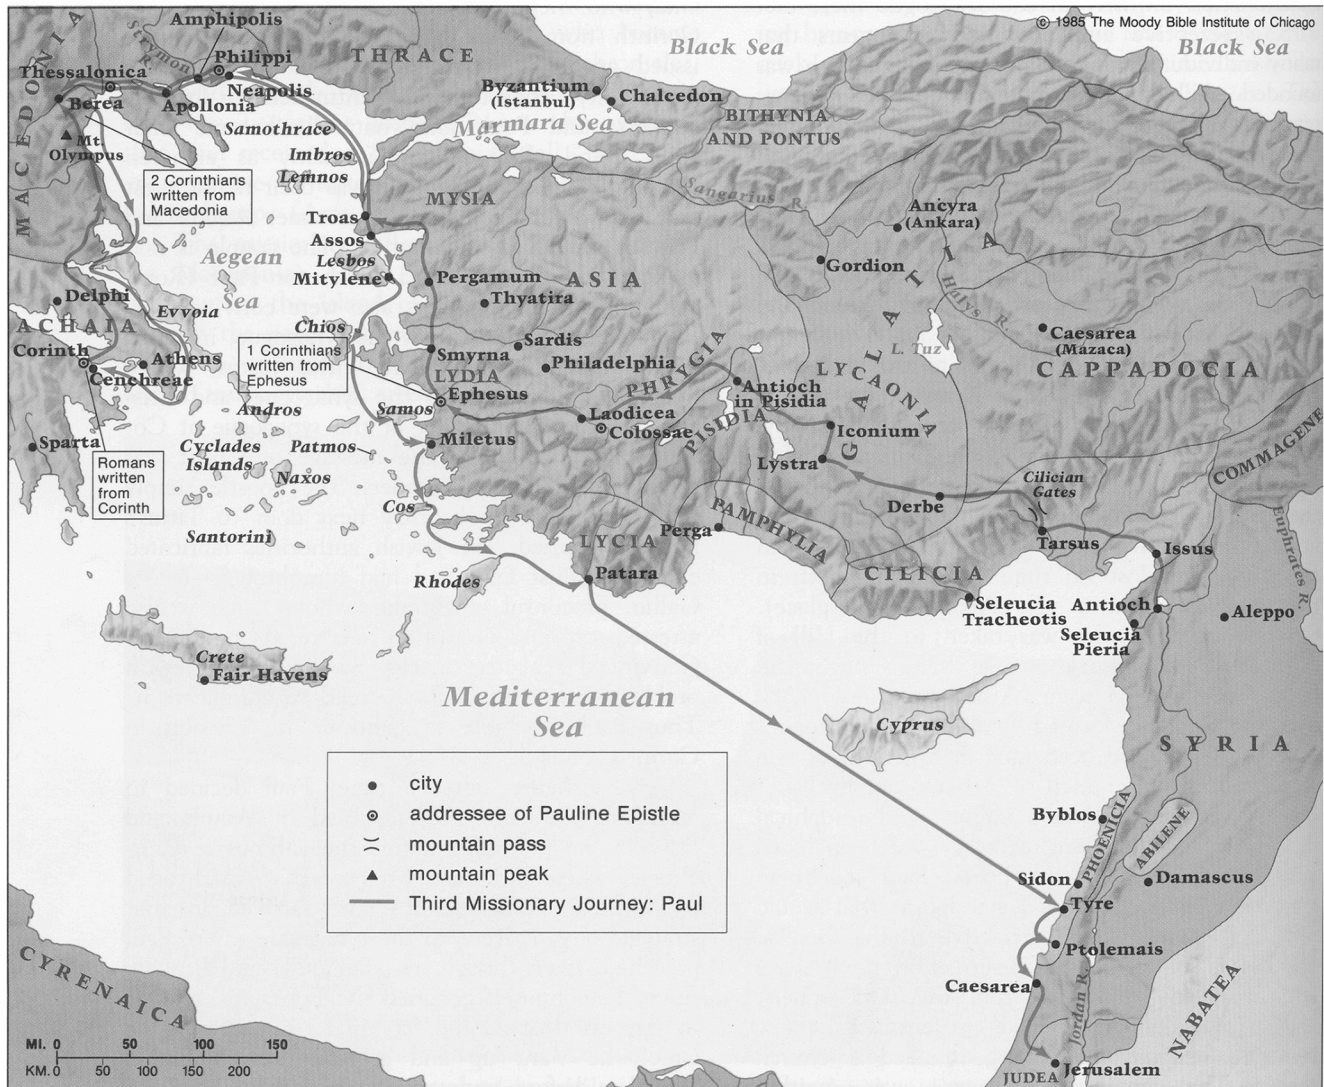 © 1985 The Moody Bible Institute of Chicago
Amphipolis
Strymon R.
Philippi
THRACE
Black Sea
Black Sea
Thessalonica
Neapolis
Berea
Apollonia
Byzantium
(Istanbul)
Chalcedon
Marmara Sea
BITHYNIA
AND PONTUS
MACEDONIA
Mt.
Olympus
Samothrace
Imbros
Lemnos
2 Corinthians
written from
Macedonia
MYSIA
Sangarius R.
Ancyra
(Ankara)
Troas
Assos
Lesbos
Mitylene
Aegean
Sea
Pergamum
Thyatira
ASIA
Gordion
GALATIA
Halys R.
Delphi
Evvoia
ACHAIA
Chios
Corinth
Athens
Cenchreae
1 Corinthians
written from
Ephesus
Smyrna
Sardis
Philadelphia
LYDIA
Ephesus
PHRYGIA
L. Tuz
Caesarea
(Mazaca)
CAPPADOCIA
LYCAONIA
Antioch
in Pisidia
Andros
Samos
Laodicea
Colossae
PISIDIA
Iconium
Sparta
Cyclades
Islands
Patmos
Miletus
Lystra
COMMAGENE
Romans
written
from
Corinth
Naxos
Cos
Derbe
Cilician
Gates
Santorini
LYCIA
Perga
PAMPHYLIA
Tarsus
Issus
Euphrates R.
Rhodes
Patara
CILICIA
Seleucia
Tracheotis
Antioch
Seleucia
Pieria
Aleppo
Crete
Fair Havens
Mediterranean
Sea
Cyprus
SYRIA
city
addressee of Pauline Epistle
mountain pass
mountain peak
Third Missionary Journey: Paul
Byblos
PHOENICIA
ABILENE
Sidon
Damascus
Tyre
Ptolemais
Caesarea
Jordan R.
NABATEA
CYRENAICA
MI. 0 50 100 150
KM. 0 50 100 150 200
JUDEA
Jerusalem